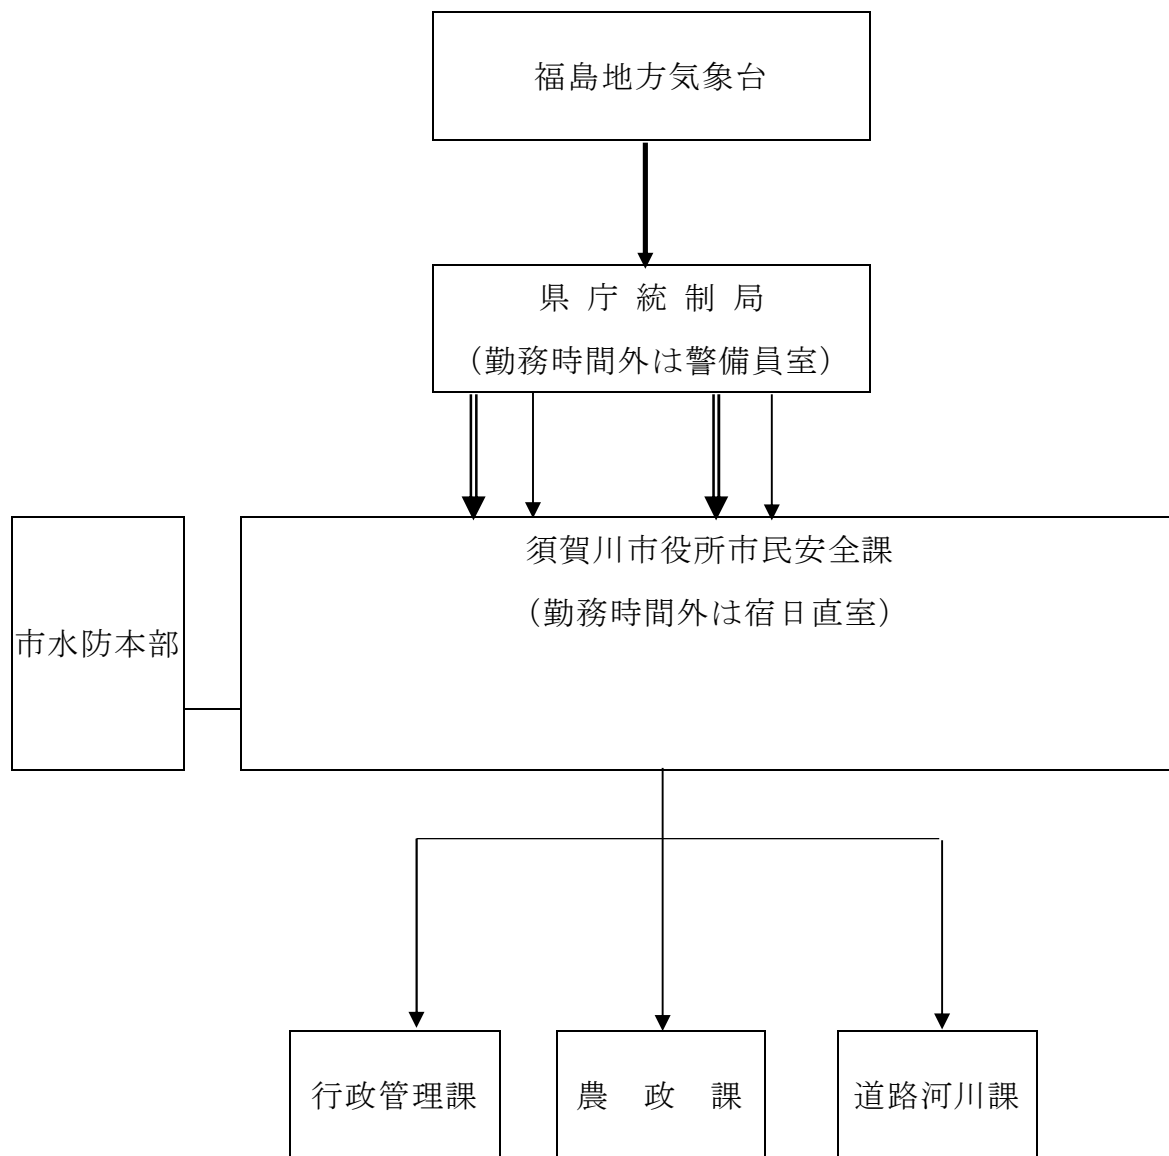 福島地方気象台
県 庁 統 制 局
（勤務時間外は警備員室）
須賀川市役所市民安全課
（勤務時間外は宿日直室）
市水防本部
行政管理課
農　政　課
道路河川課